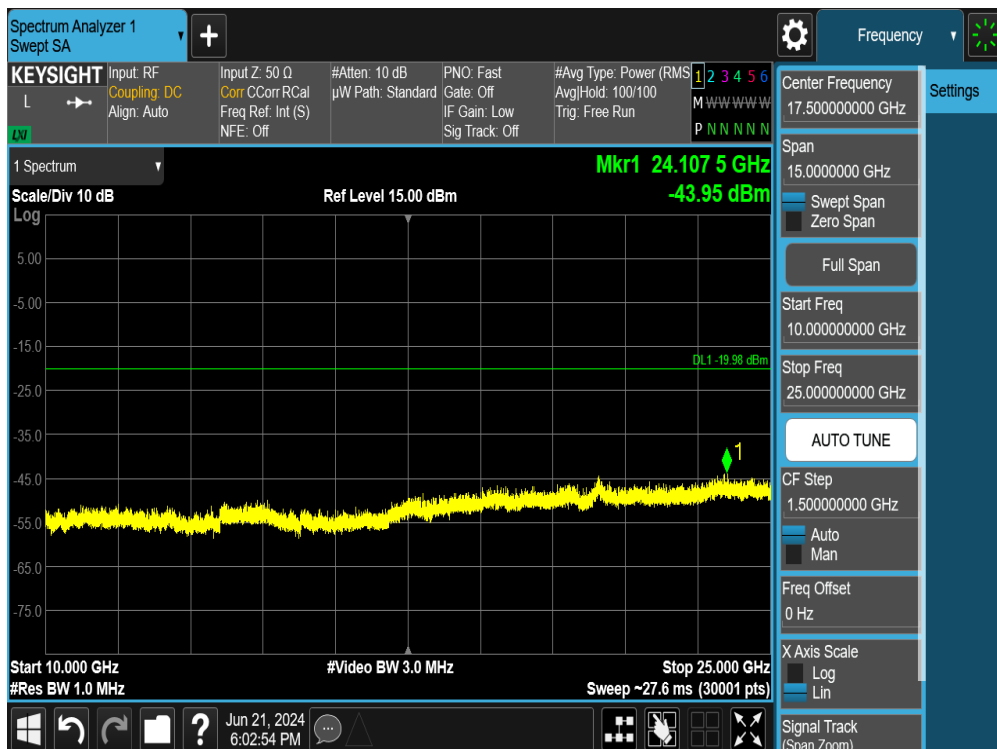 Spectrum Analyzer 1
Swept SA
+
Frequency
KEYSIGHT
L
LXI
Input: RF
Coupling: DC
Align: Auto
Input Z: 50 Ω
Corr CCorr RCal
Freq Ref: Int (S)
NFE: Off
#Atten: 10 dB
µW Path: Standard
PNO: Fast
Gate: Off
IF Gain: Low
Sig Track: Off
#Avg Type: Power (RMS
Avg|Hold: 100/100
Trig: Free Run
1 2 3 4 5 6
M W W W W W
P N N N N N
1 Spectrum
Scale/Div 10 dB
Log
Ref Level 15.00 dBm
Mkr1 24.107 5 GHz
-43.95 dBm
5.00
-5.00
-15.0
DL1 -19.98 dBm
-25.0
-35.0
1
-45.0
-55.0
-65.0
-75.0
Start 10.000 GHz
#Video BW 3.0 MHz
Stop 25.000 GHz
#Res BW 1.0 MHz
Sweep ~27.6 ms (30001 pts)
?
Jun 21, 2024
6:02:54 PM
Center Frequency
17.500000000 GHz
Span
15.0000000 GHz
Swept Span
Zero Span
Full Span
Start Freq
10.000000000 GHz
Stop Freq
25.000000000 GHz
AUTO TUNE
CF Step
1.500000000 GHz
Auto
Man
Freq Offset
0 Hz
X Axis Scale
Log
Lin
Signal Track
(Span Zoom)
Settings